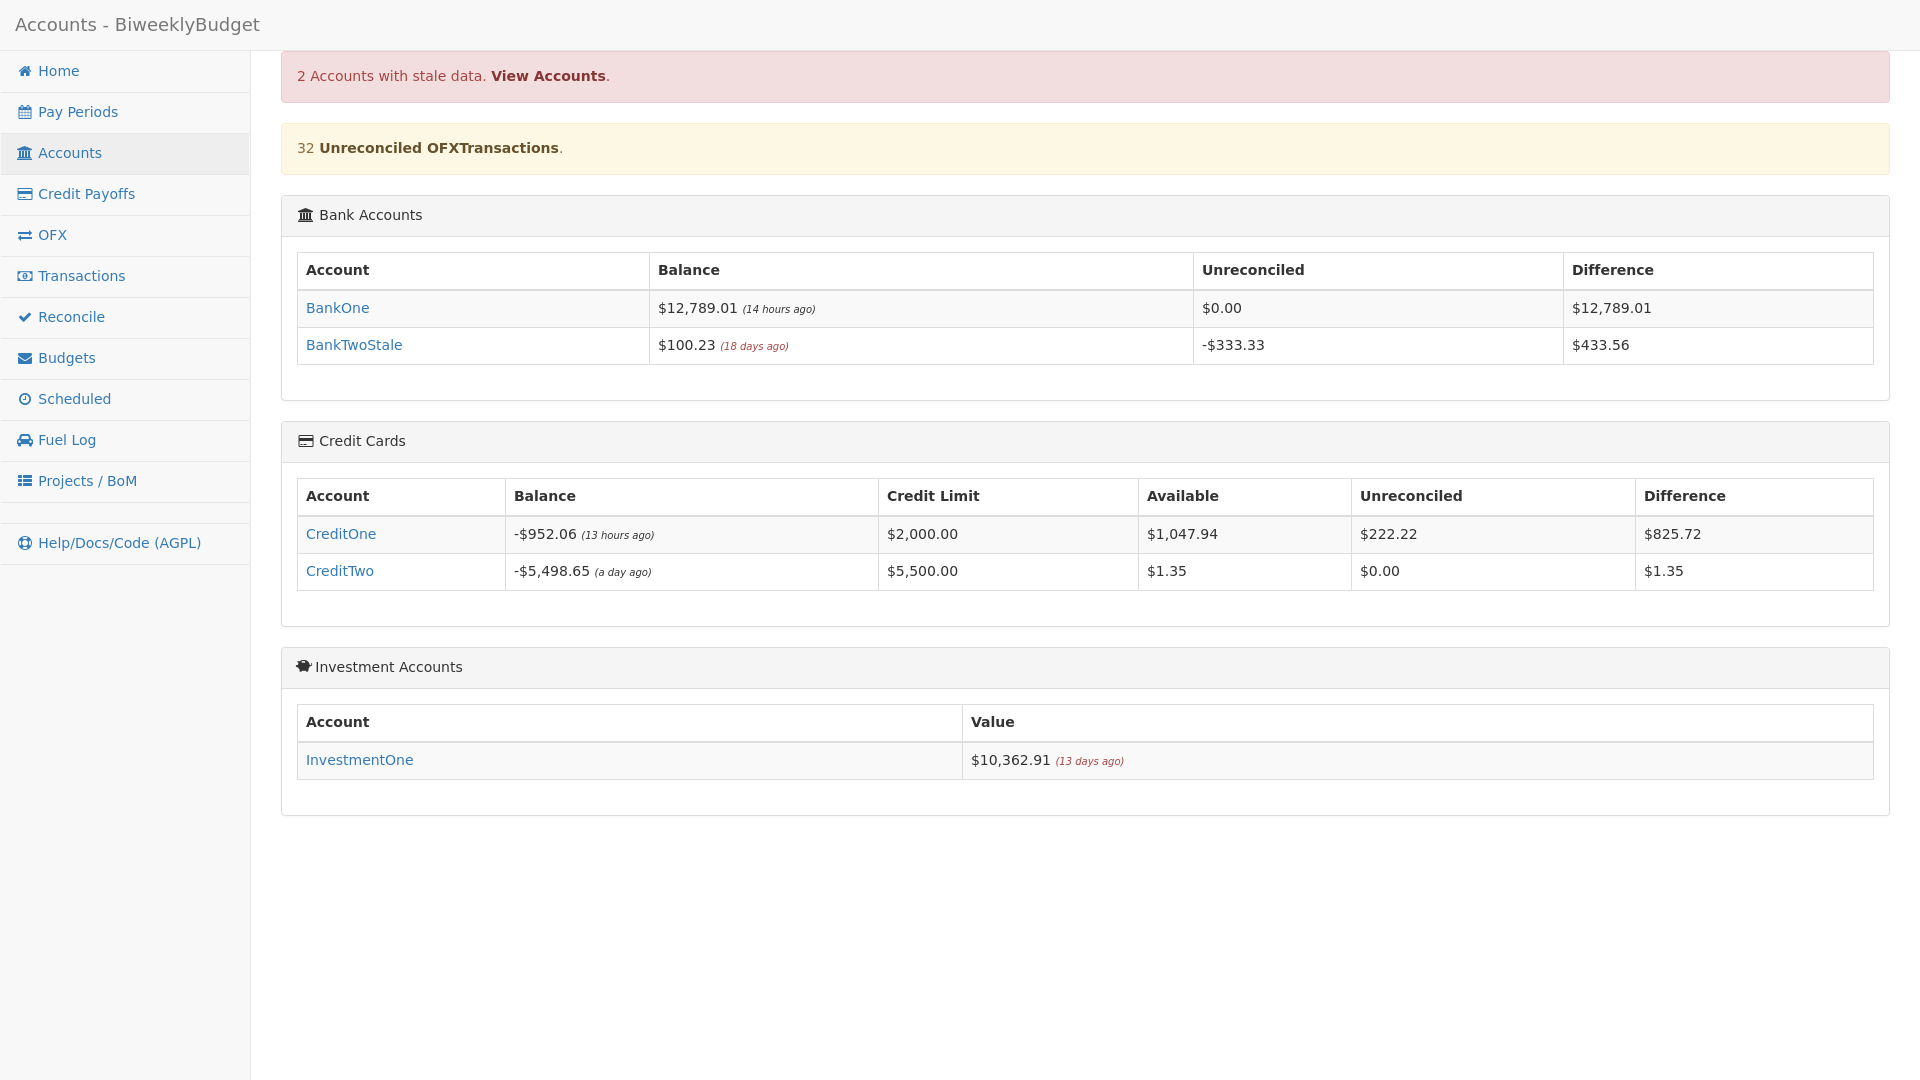 Accounts - BiweeklyBudget
Home
Pay Periods
Accounts
Credit Payoffs
OFX
Transactions
Reconcile
Budgets
Scheduled
Fuel Log
Projects / BoM
Help/Docs/Code (AGPL)
2 Accounts with stale data. View Accounts.
32 Unreconciled OFXTransactions.
Bank Accounts
Account Balance Unreconciled Difference
BankOne $12,789.01 (14 hours ago) $0.00 $12,789.01
BankTwoStale $100.23 (18 days ago) -$333.33 $433.56
Credit Cards
Account Balance Credit Limit Available Unreconciled Difference
CreditOne -$952.06 (13 hours ago) $2,000.00 $1,047.94 $222.22 $825.72
CreditTwo -$5,498.65 (a day ago) $5,500.00 $1.35 $0.00 $1.35
Investment Accounts
Account Value
InvestmentOne $10,362.91 (13 days ago)